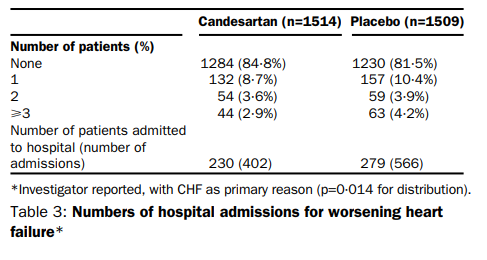 Candesartan (n=1514) Placebo (n=1509)
Number of patients (%)
None 1284 (84·8%) 1230 (81·5%)
1 132 (8·7%) 157 (10·4%)
2 54 (3·6%) 59 (3·9%)
⩾3 44 (2·9%) 63 (4·2%)
Number of patients admitted
to hospital (number of
admissions) 230 (402) 279 (566)
*Investigator reported, with CHF as primary reason (p=0·014 for distribution).
Table 3: Numbers of hospital admissions for worsening heart
failure*